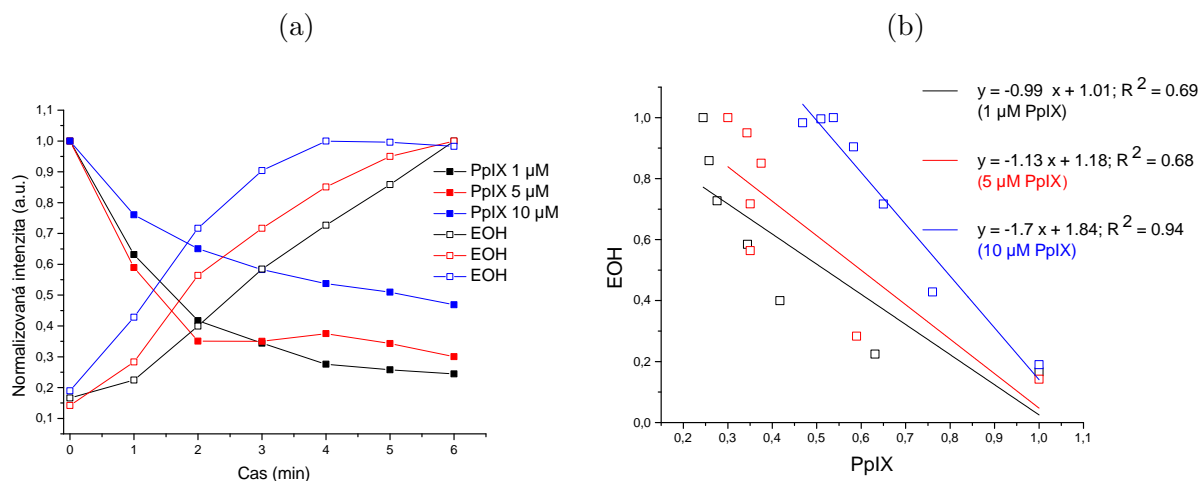 (a)
1,1
1,0
0,9
0,8
0,7
0,6
0,5
0,4
0,3
0,2
0,1
Normalizovaná intenzita (a.u.)
0 1 2 3 4 5 6
Cas (min)
PpIX 1 µM
PpIX 5 µM
PpIX 10 µM
EOH
EOH
EOH
(b)
1,0
0,8
0,6
0,4
0,2
0,0
EOH
0,2 0,3 0,4 0,5 0,6 0,7 0,8 0,9 1,0 1,1
PpIX
y = -0.99 x + 1.01; R 2 = 0.69
(1 µM PpIX)
y = -1.13 x + 1.18; R 2 = 0.68
(5 µM PpIX)
y = -1.7 x + 1.84; R 2 = 0.94
(10 µM PpIX)